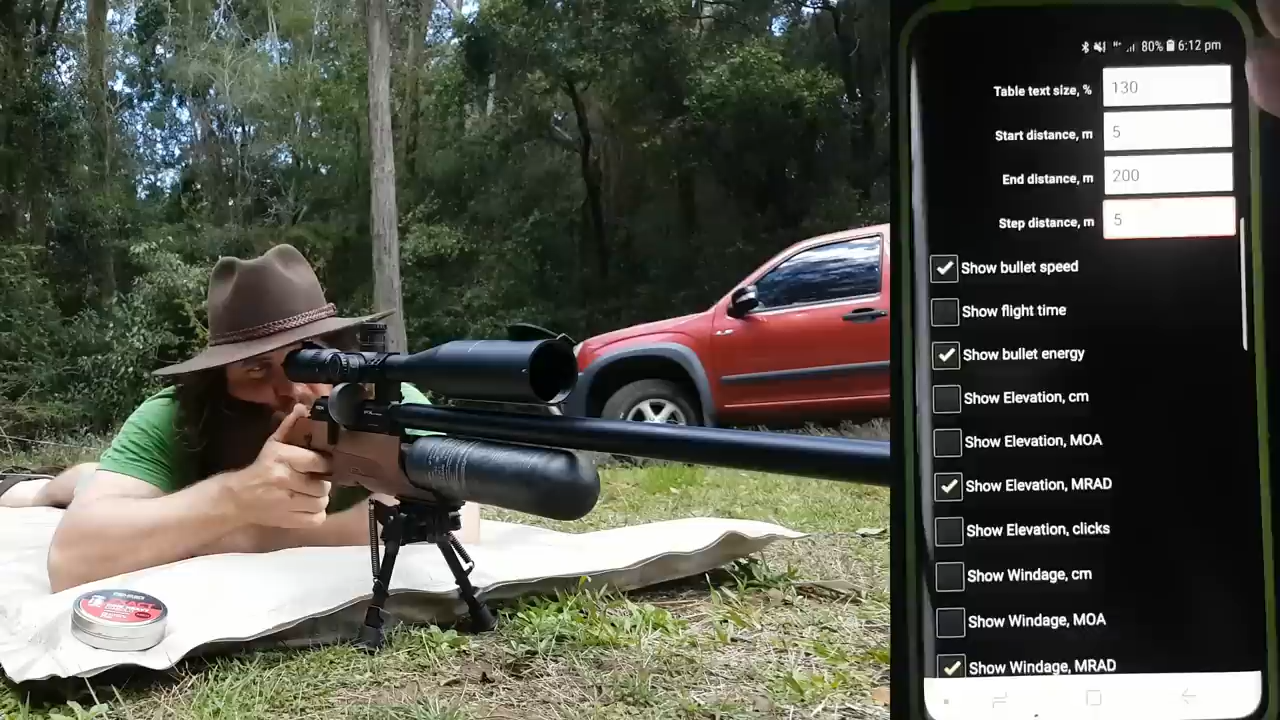 80% 6:12 pm
Table text size, % 130
Start distance, m 5
End distance, m 200
Step distance, m 5
Show bullet speed
Show flight time
Show bullet energy
Show Elevation, cm
Show Elevation, MOA
Show Elevation, MRAD
Show Elevation, clicks
Show Windage, cm
Show Windage, MOA
Show Windage, MRAD